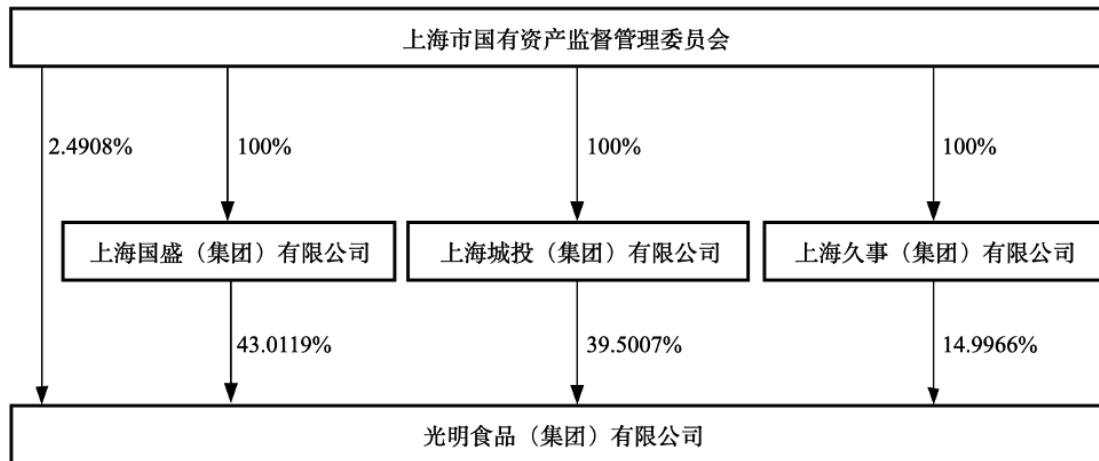 上海市国有资产监督管理委员会
2.4908%
100%
100%
100%
上海国盛（集团）有限公司
上海城投（集团）有限公司
上海久事（集团）有限公司
43.0119%
39.5007%
14.9966%
光明食品（集团）有限公司